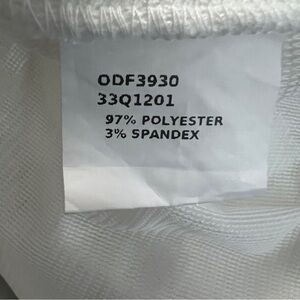 ODF3930
33Q1201
97% POLYESTER
3% SPANDEX